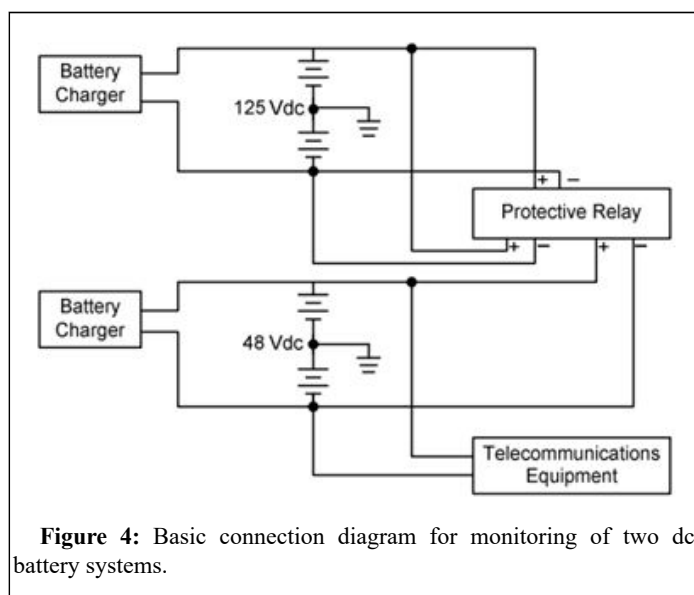 Battery
Charger
125 Vdc
+ −
Protective Relay
+ − + −
Battery
Charger
48 Vdc
Telecommunications
Equipment
Figure 4: Basic connection diagram for monitoring of two dc
battery systems.